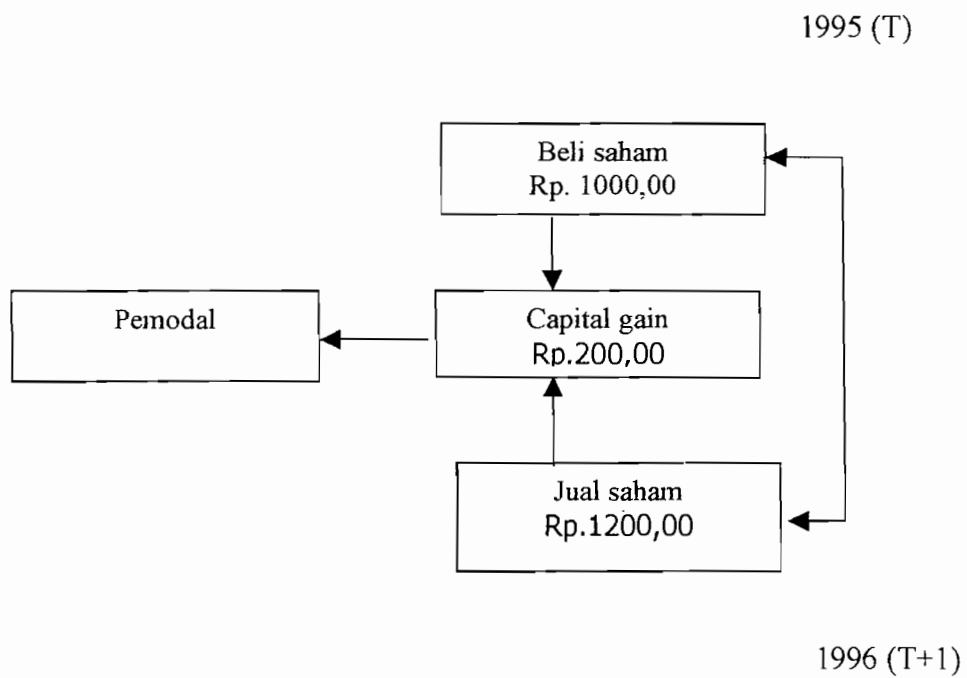 1995 (T)
Beli saham
Rp. 1000,00
Pemodal
Capital gain
Rp.200,00
Jual saham
Rp.1200,00
1996 (T+1)